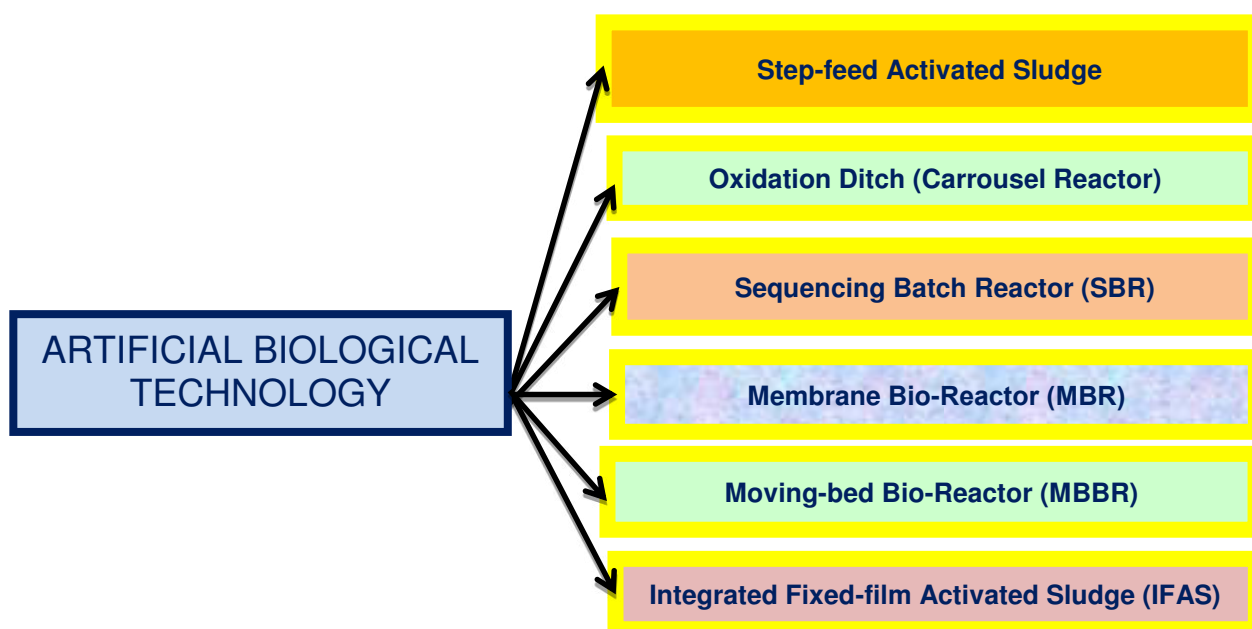 Step-feed Activated Sludge
Oxidation Ditch (Carrousel Reactor)
Sequencing Batch Reactor (SBR)
ARTIFICIAL BIOLOGICAL
TECHNOLOGY
Membrane Bio-Reactor (MBR)
Moving-bed Bio-Reactor (MBBR)
Integrated Fixed-film Activated Sludge (IFAS)